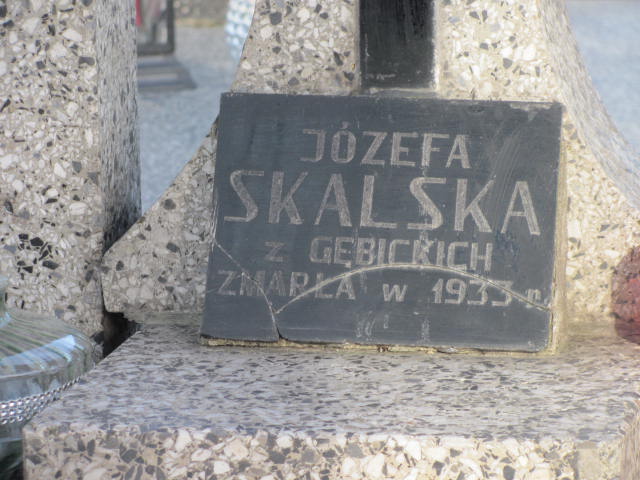 JÓZEFA
SKALSKA
z GĘBICKICH
ZMARŁA w 1933 r.